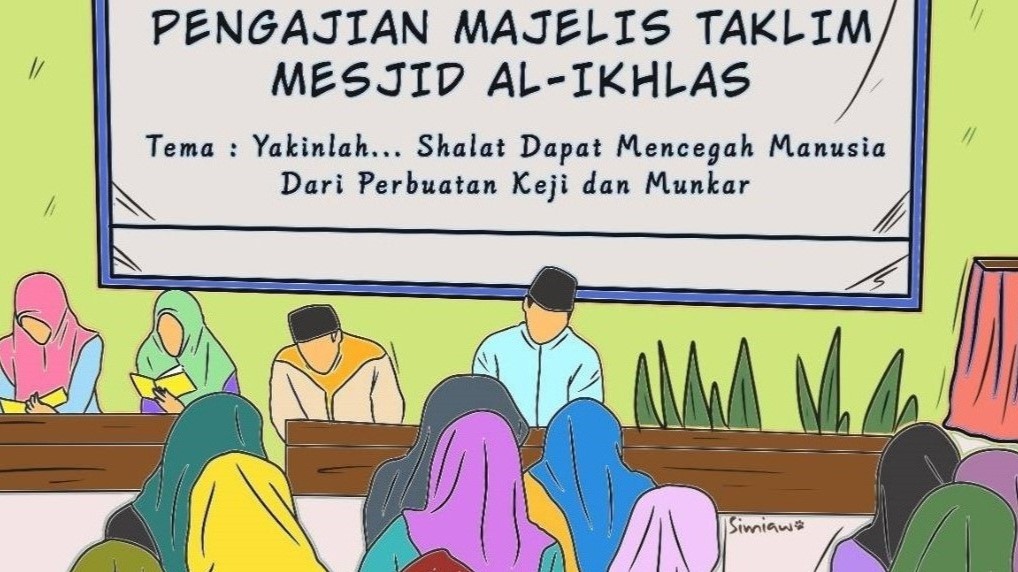 PENGAJIAN MAJELIS TAKLIM
MESJID AL-IKHLAS
Tema : Yakinlah... Shalat Dapat Mencegah Manusia
Dari Perbuatan Keji dan Munkar
Simiaw